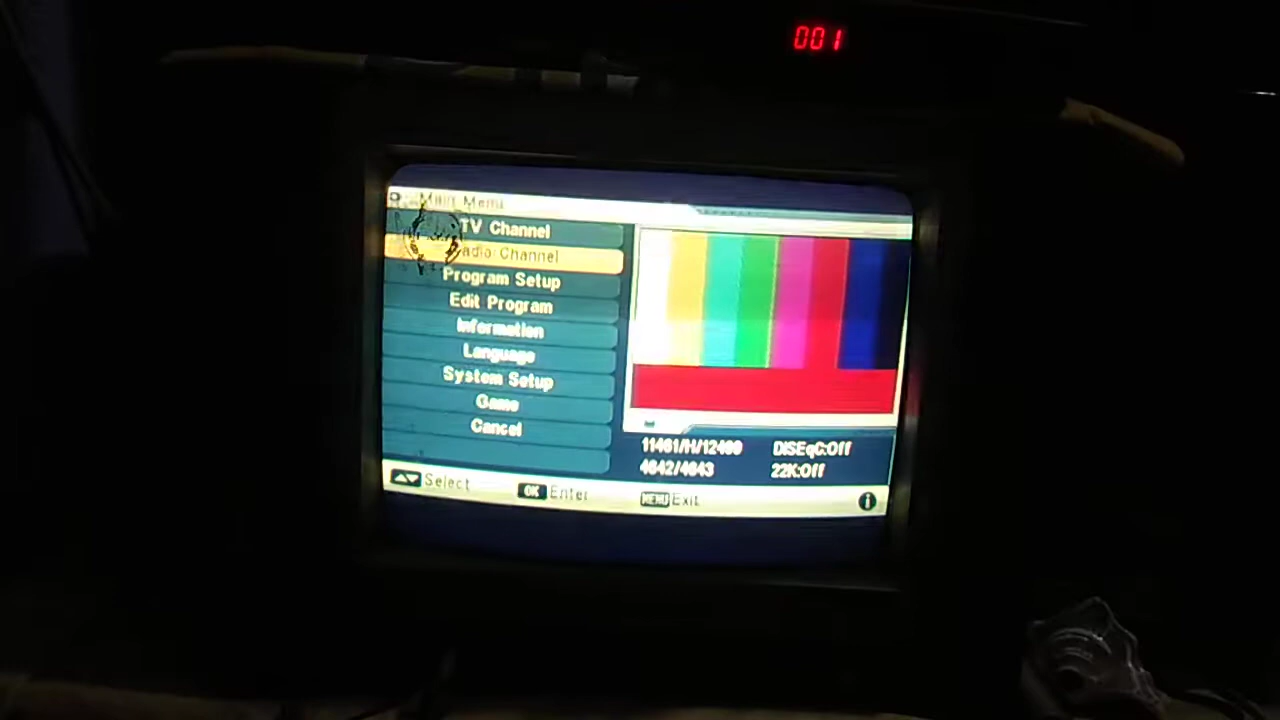 001
Main Menu
TV Channel
Radio Channel
Program Setup
Edit Program
Information
Language
System Setup
Game
Cancel
11461/H/12400 DiSEqC:Off
4642/4643 22K:Off
Select OK Enter MENU Exit